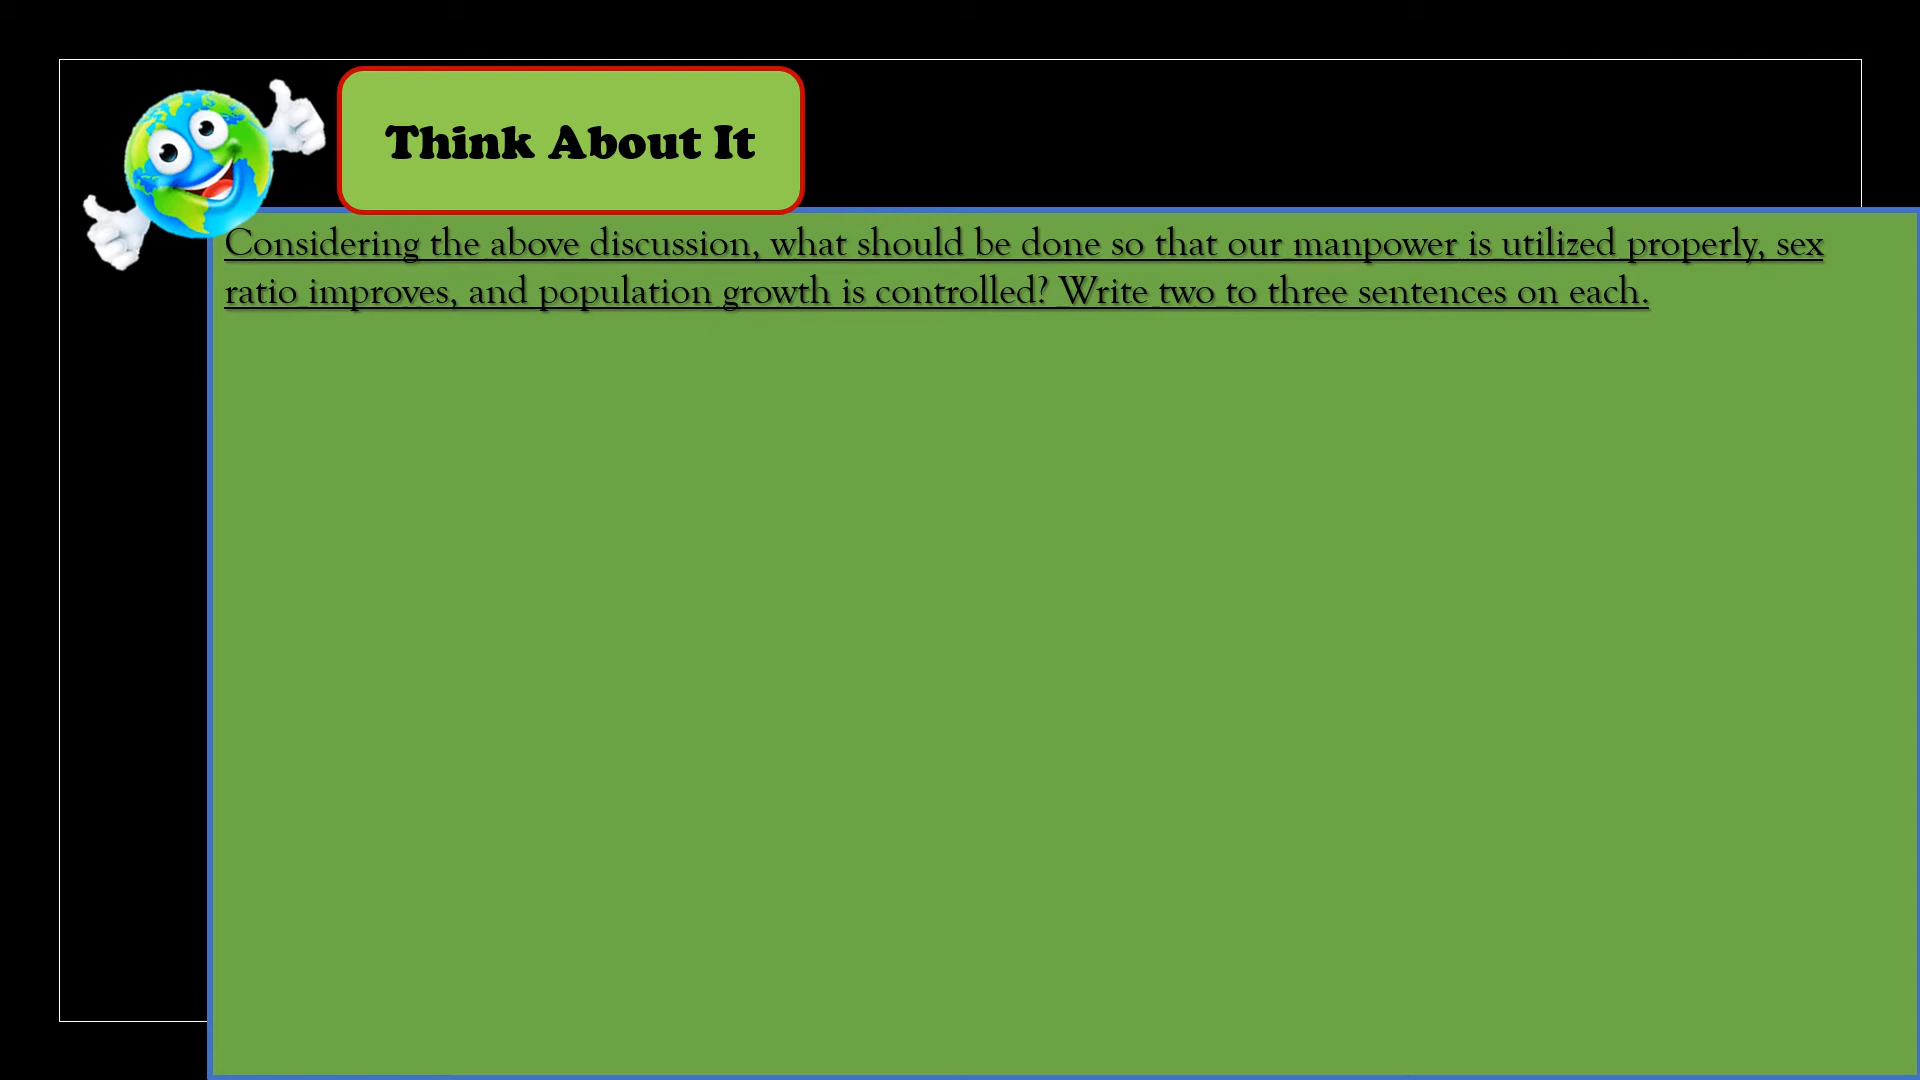 Think About It
Considering the above discussion, what should be done so that our manpower is utilized properly, sex
ratio improves, and population growth is controlled? Write two to three sentences on each.